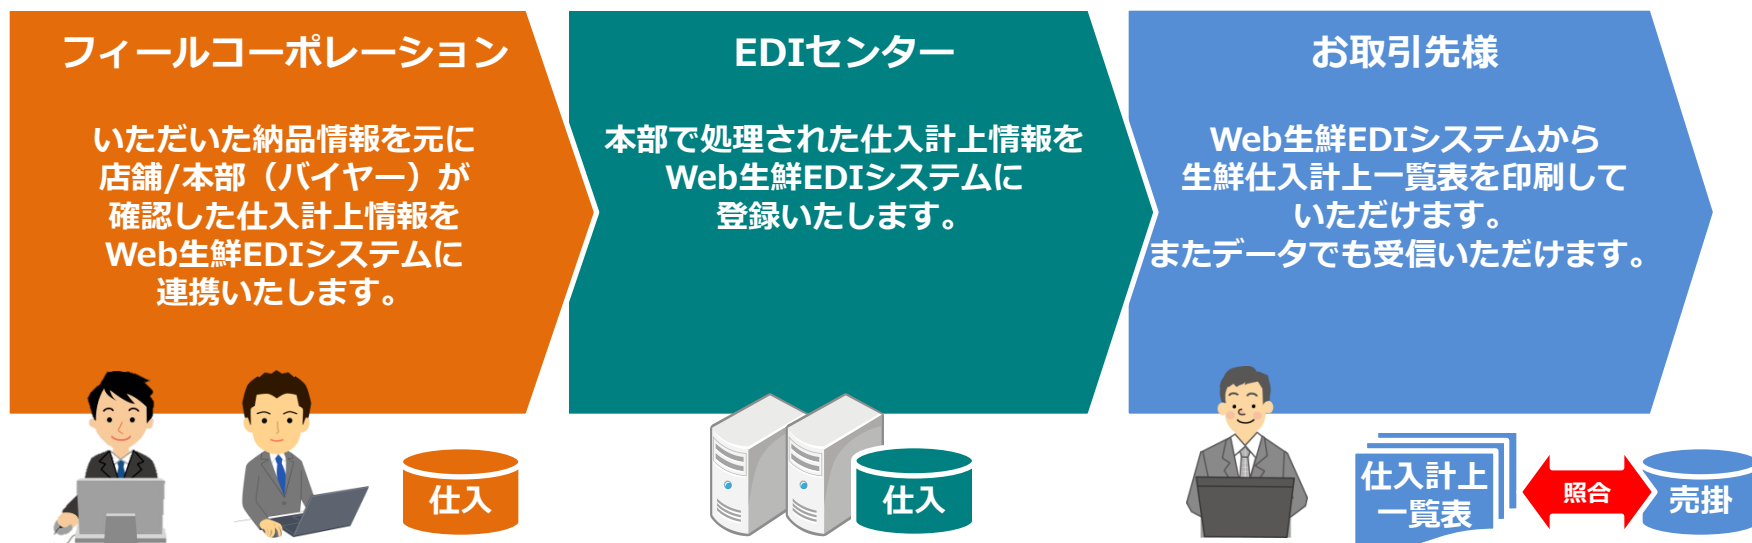 フィールコーポレーション
いただいた納品情報を元に
店舗/本部（バイヤー）が
確認した仕入計上情報を
Web生鮮EDIシステムに
連携いたします。
仕入
EDIセンター
本部で処理された仕入計上情報を
Web生鮮EDIシステムに
登録いたします。
仕入
お取引先様
Web生鮮EDIシステムから
生鮮仕入計上一覧表を印刷して
いただけます。
またデータでも受信いただけます。
仕入計上
一覧表
照合
売掛